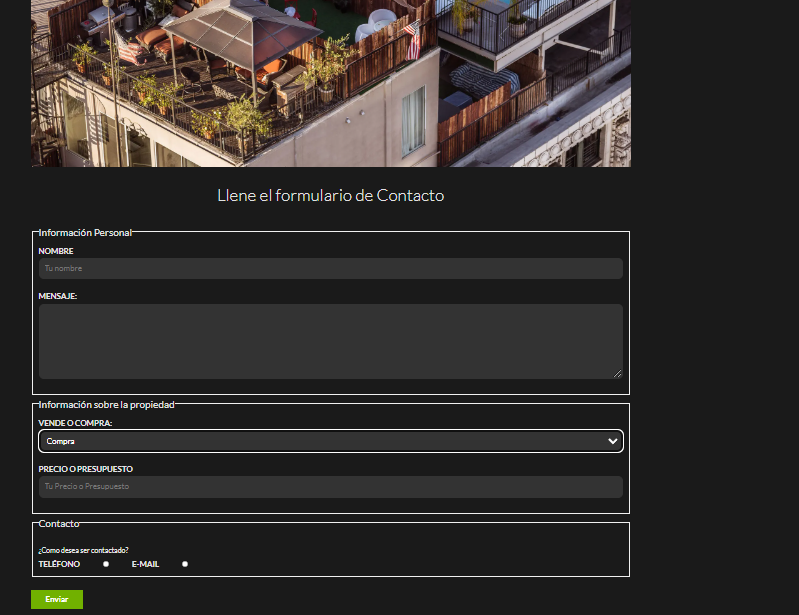 Llene el formulario de Contacto
Información Personal
NOMBRE
Tu nombre
MENSAJE:
Información sobre la propiedad
VENDE O COMPRA:
Compra
PRECIO O PRESUPUESTO
Tu Precio o Presupuesto
Contacto
¿Como desea ser contactado?
TELÉFONO E-MAIL
Enviar